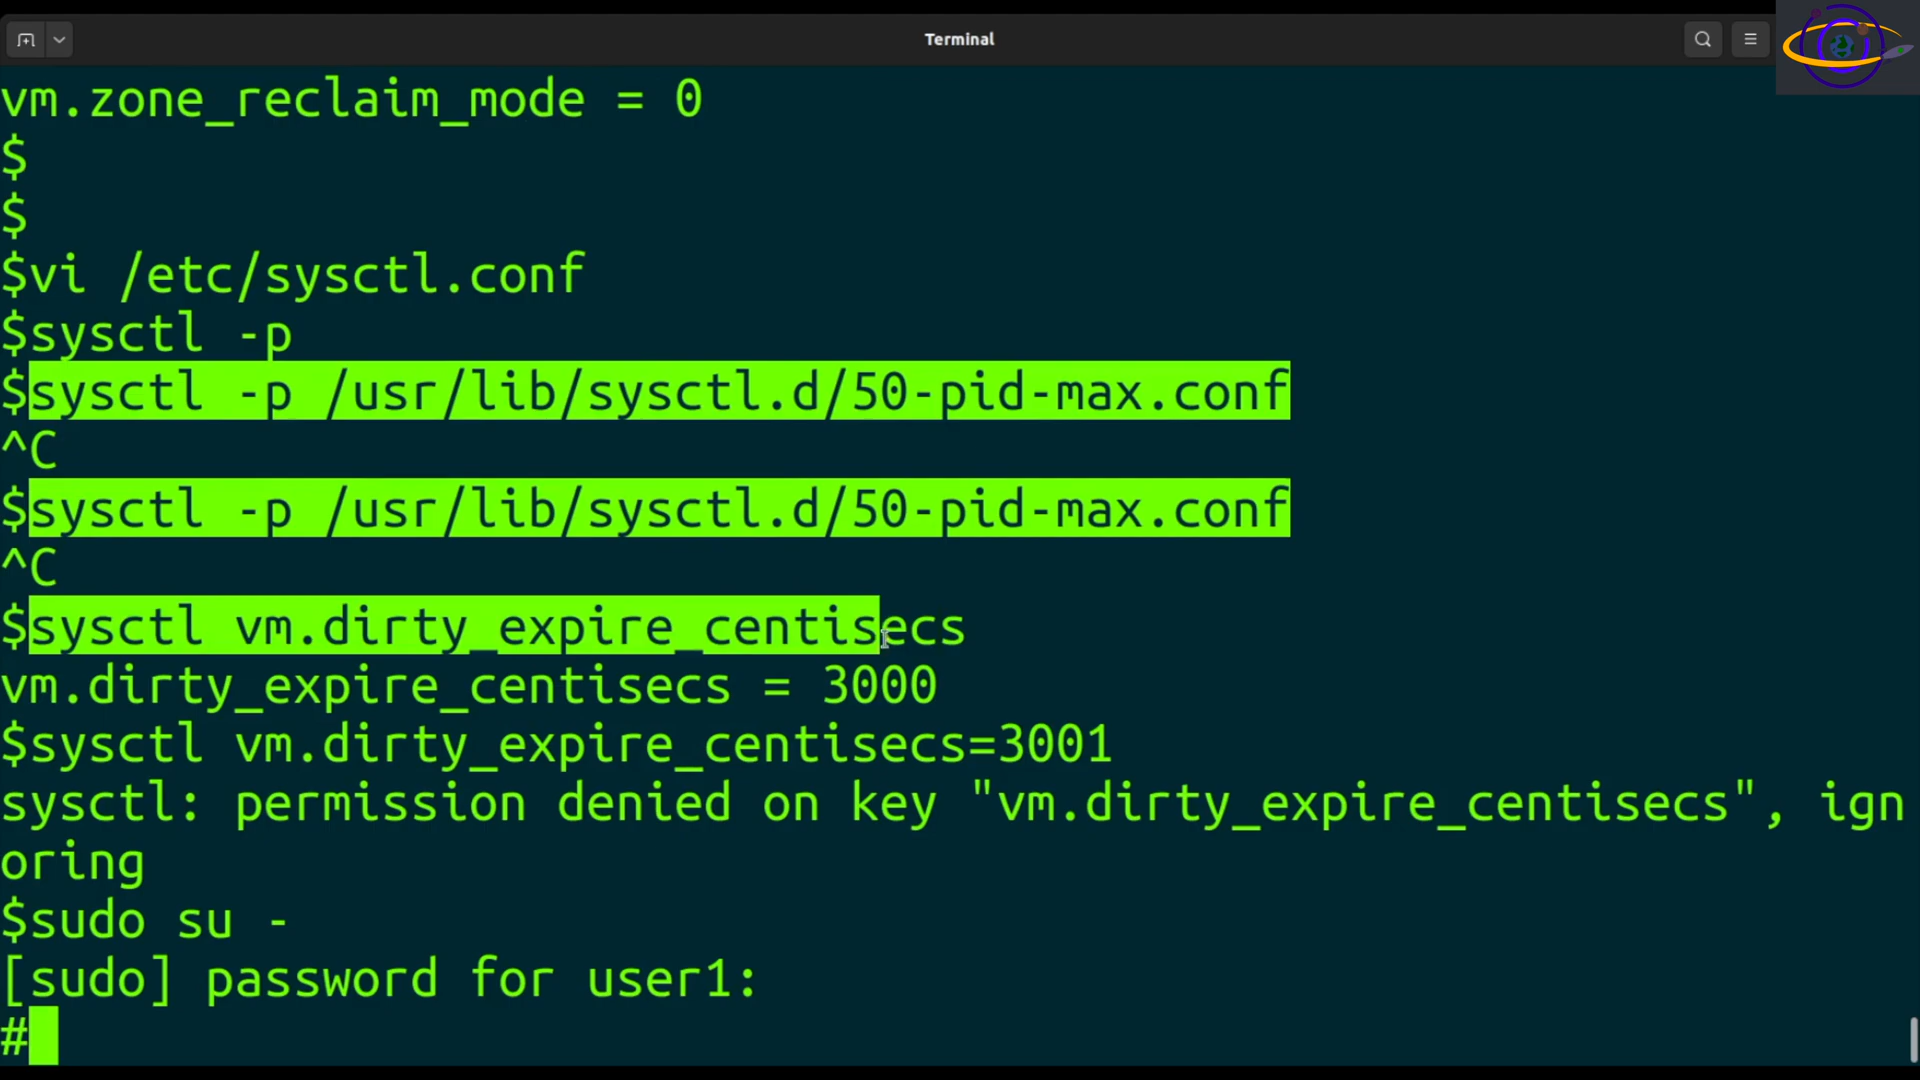 Terminal
vm.zone_reclaim_mode = 0
$
$
$vi /etc/sysctl.conf
$sysctl -p
$sysctl -p /usr/lib/sysctl.d/50-pid-max.conf
^C
$sysctl -p /usr/lib/sysctl.d/50-pid-max.conf
^C
$sysctl vm.dirty_expire_centisecs
vm.dirty_expire_centisecs = 3000
$sysctl vm.dirty_expire_centisecs=3001
sysctl: permission denied on key "vm.dirty_expire_centisecs", ign
oring
$sudo su -
[sudo] password for user1:
#